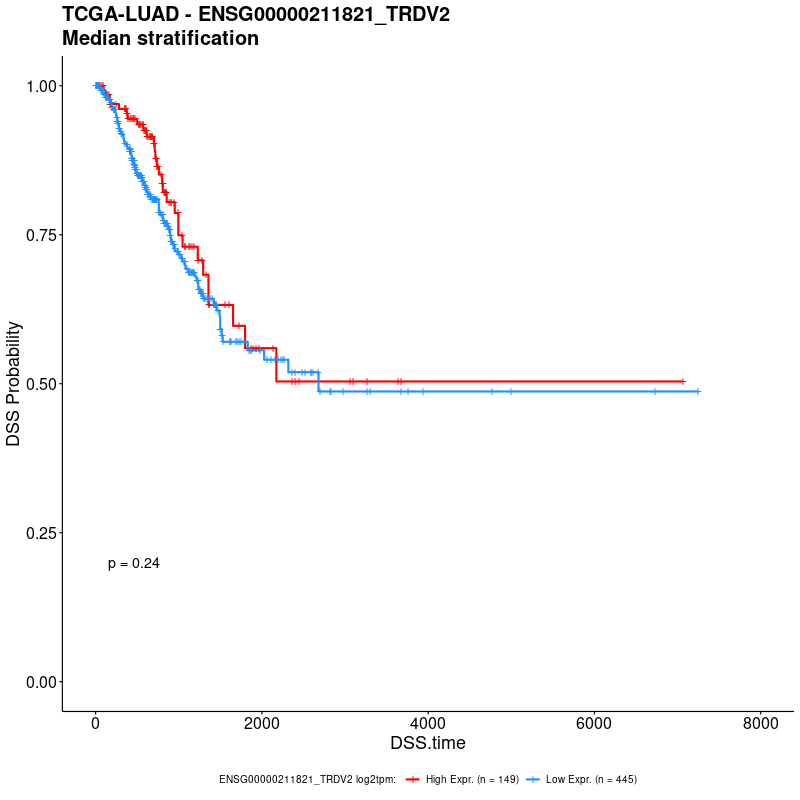 TCGA-LUAD - ENSG00000211821_TRDV2
Median stratification
1.00
0.75
0.50
0.25
0.00
DSS Probability
p = 0.24
0 2000 4000 6000 8000
DSS.time
ENSG00000211821_TRDV2 log2tpm: High Expr. (n = 149) Low Expr. (n = 445)